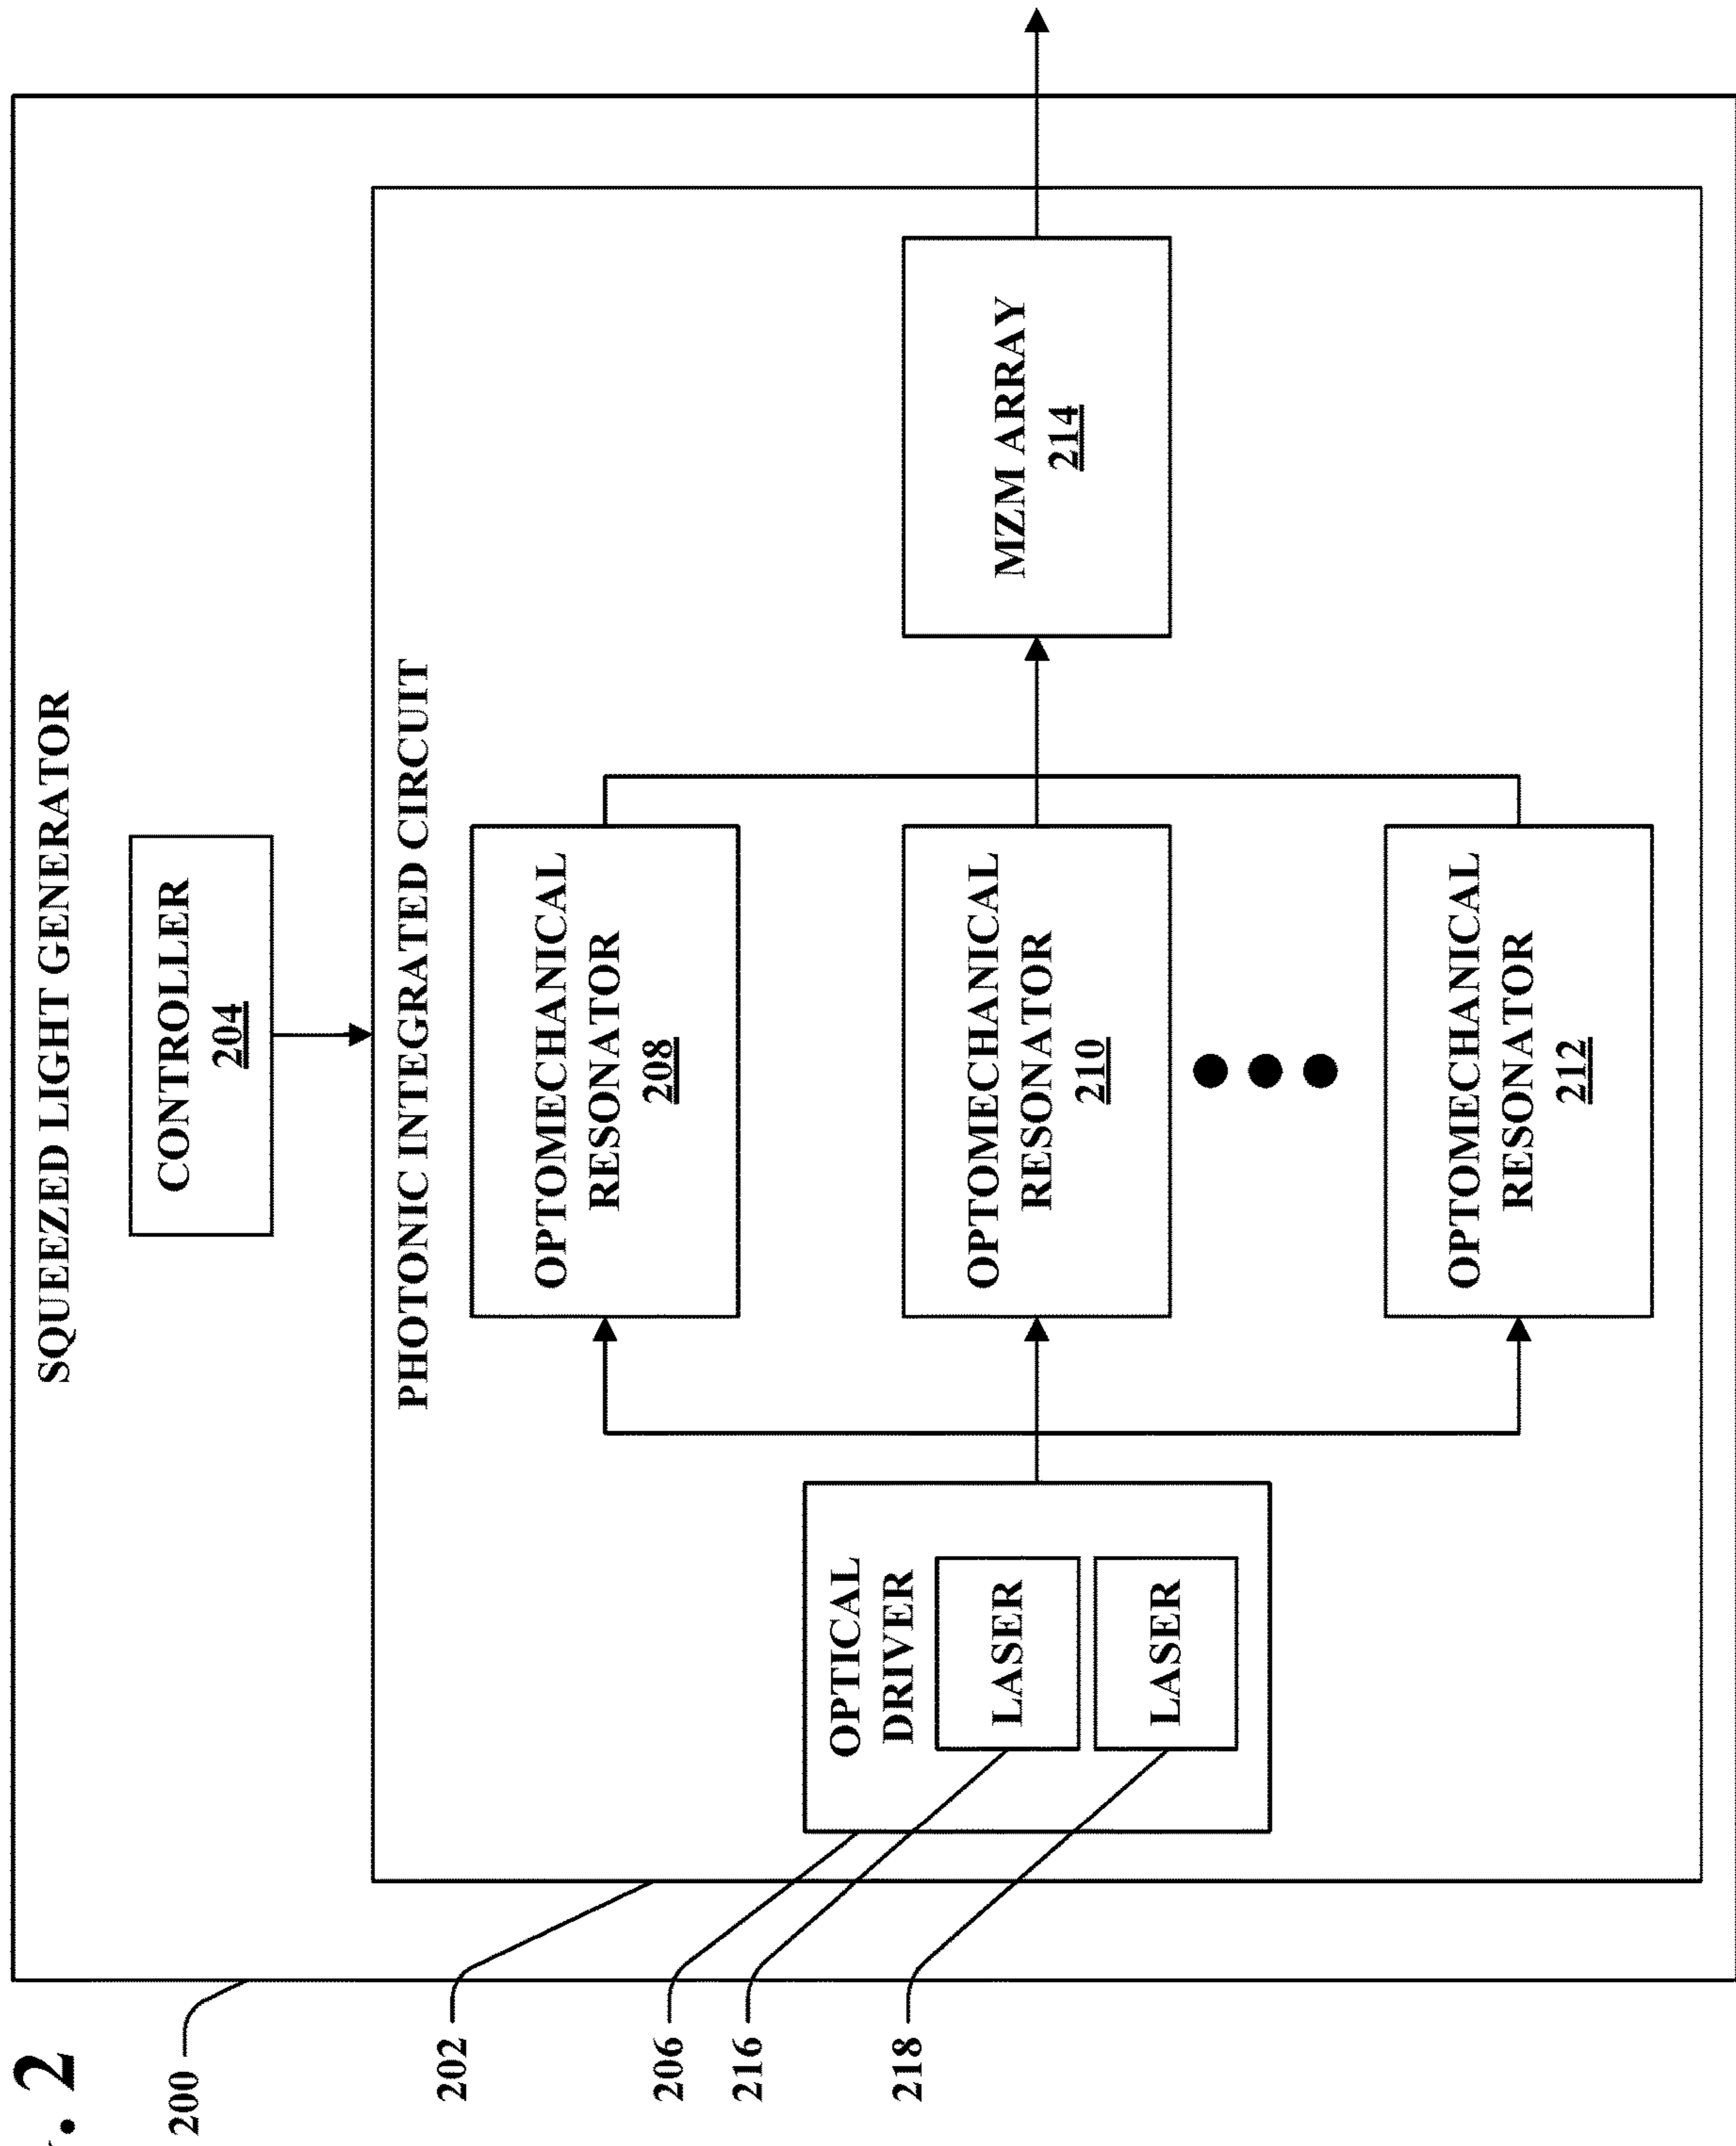 . 2
200
SQUEEZED LIGHT GENERATOR
CONTROLLER
204
202
PHOTONIC INTEGRATED CIRCUIT
206
216
218
OPTICAL
DRIVER
LASER
LASER
OPTOMECHANICAL
RESONATOR
208
OPTOMECHANICAL
RESONATOR
210
OPTOMECHANICAL
RESONATOR
212
MZM ARRAY
214